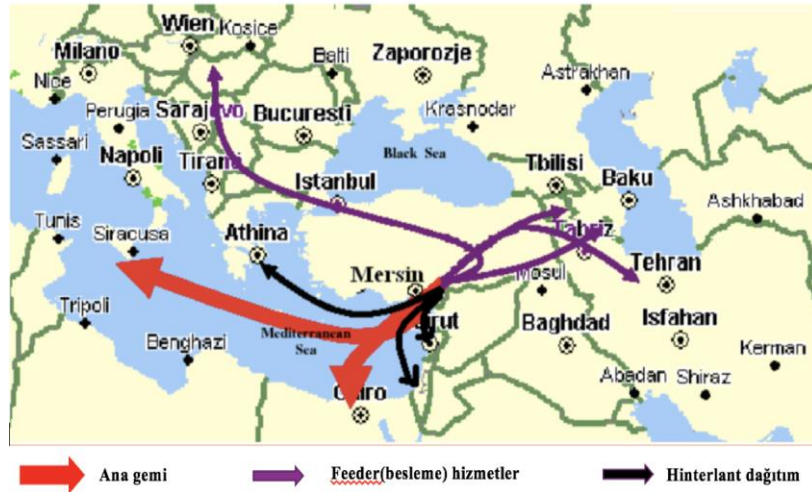 Wien
Kosice
Milano
Balti
Zaporozje
Astrakhan
Nice
Perugia
Sarajevo
Bucuresti
Krasnodar
Sassari
Napoli
Tirana
Black Sea
Tbilisi
Baku
Istanbul
Ashkhabad
Tunis
Siracusa
Athina
Tabriz
Mersin
Mosul
Tehran
Tripoli
Mediterranean
Sea
Benghazi
Baghdad
Isfahan
Kerman
Cairo
Abadan
Shiraz
Ana gemi
Feeder(besleme) hizmetler
Hinterlant dağıtım